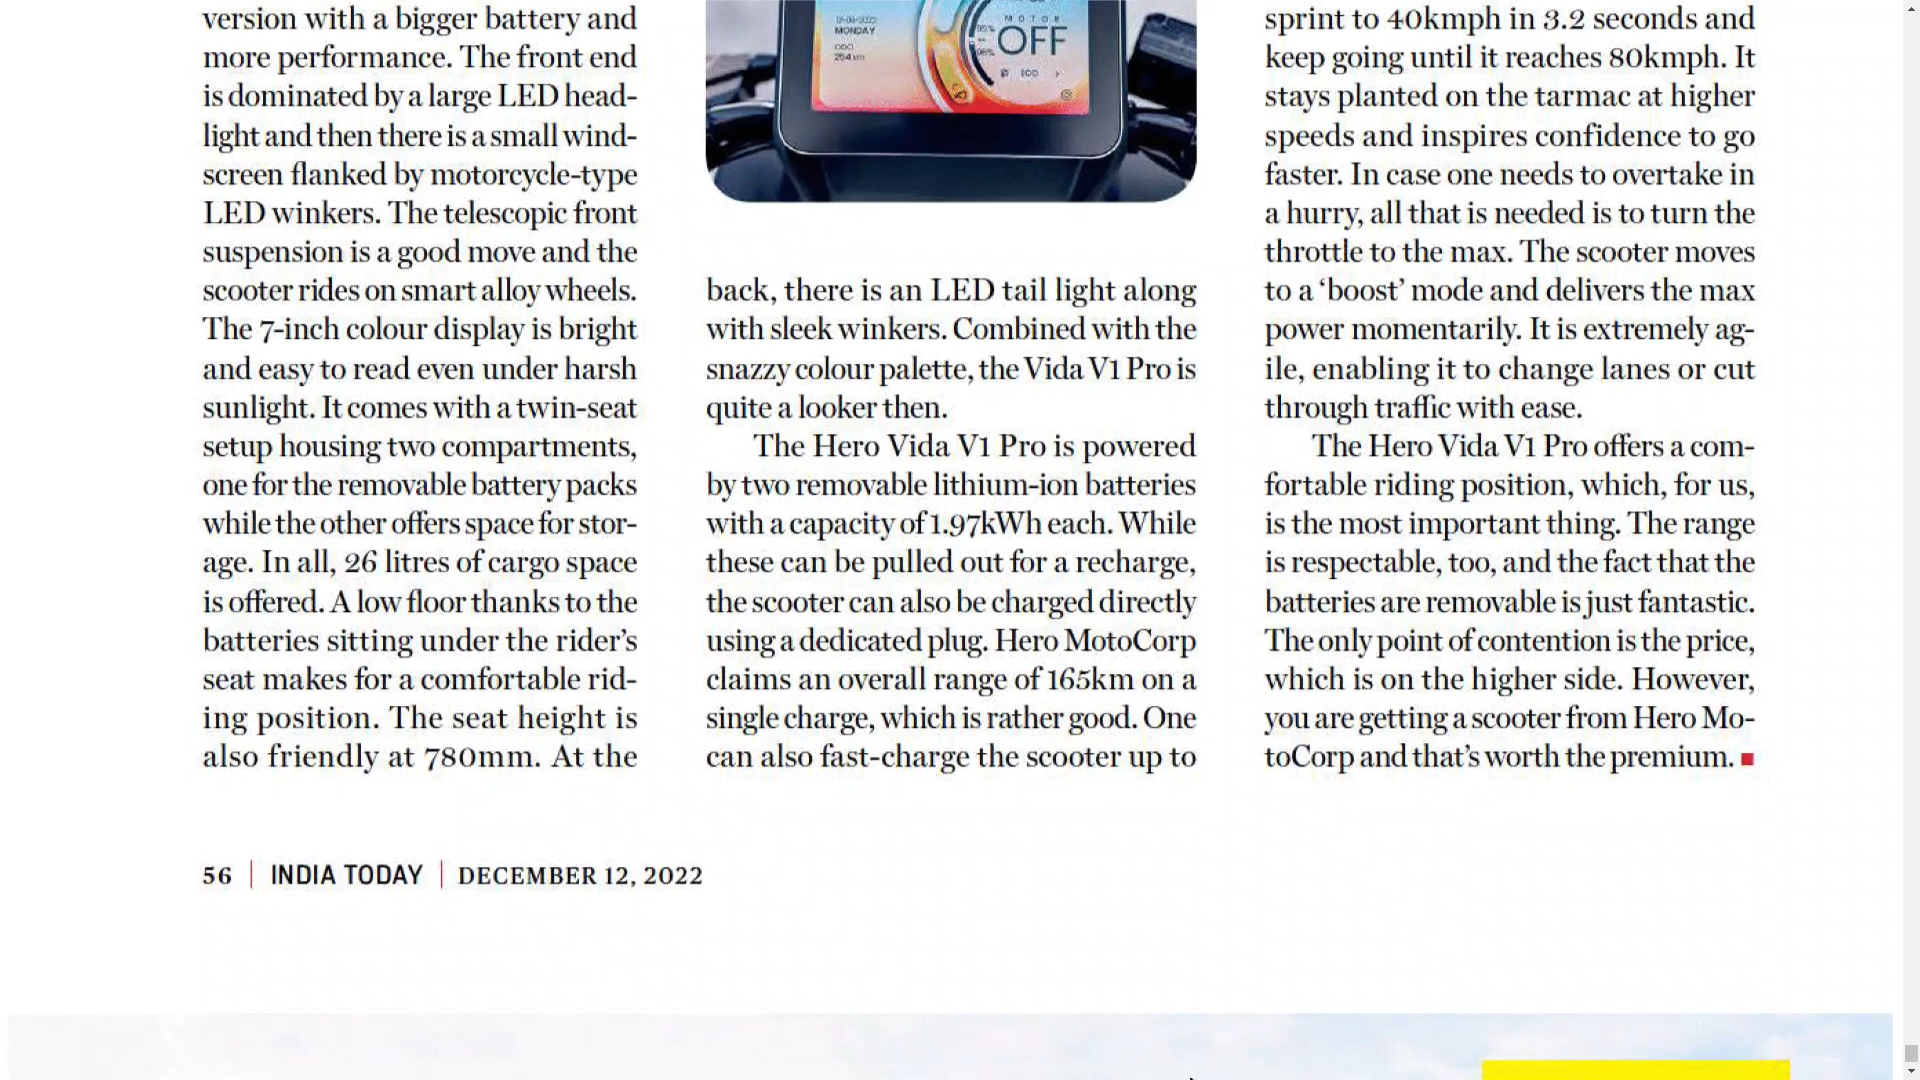 version with a bigger battery and
more performance. The front end
is dominated by a large LED head-
light and then there is a small wind-
screen flanked by motorcycle-type
LED winkers. The telescopic front
suspension is a good move and the
scooter rides on smart alloy wheels.
The 7-inch colour display is bright
and easy to read even under harsh
sunlight. It comes with a twin-seat
setup housing two compartments,
one for the removable battery packs
while the other offers space for stor-
age. In all, 26 litres of cargo space
is offered. A low floor thanks to the
batteries sitting under the rider’s
seat makes for a comfortable rid-
ing position. The seat height is
also friendly at 780mm. At the
MONDAY
ODO
MOTOR
OFF
100
back, there is an LED tail light along
with sleek winkers. Combined with the
snazzy colour palette, the Vida V1 Pro is
quite a looker then.
The Hero Vida V1 Pro is powered
by two removable lithium-ion batteries
with a capacity of 1.97kWh each. While
these can be pulled out for a recharge,
the scooter can also be charged directly
using a dedicated plug. Hero MotoCorp
claims an overall range of 165km on a
single charge, which is rather good. One
can also fast-charge the scooter up to
sprint to 40kmph in 3.2 seconds and
keep going until it reaches 80kmph. It
stays planted on the tarmac at higher
speeds and inspires confidence to go
faster. In case one needs to overtake in
a hurry, all that is needed is to turn the
throttle to the max. The scooter moves
to a ‘boost’ mode and delivers the max
power momentarily. It is extremely ag-
ile, enabling it to change lanes or cut
through traffic with ease.
The Hero Vida V1 Pro offers a com-
fortable riding position, which, for us,
is the most important thing. The range
is respectable, too, and the fact that the
batteries are removable is just fantastic.
The only point of contention is the price,
which is on the higher side. However,
you are getting a scooter from Hero Mo-
toCorp and that’s worth the premium.
56 | INDIA TODAY | DECEMBER 12, 2022